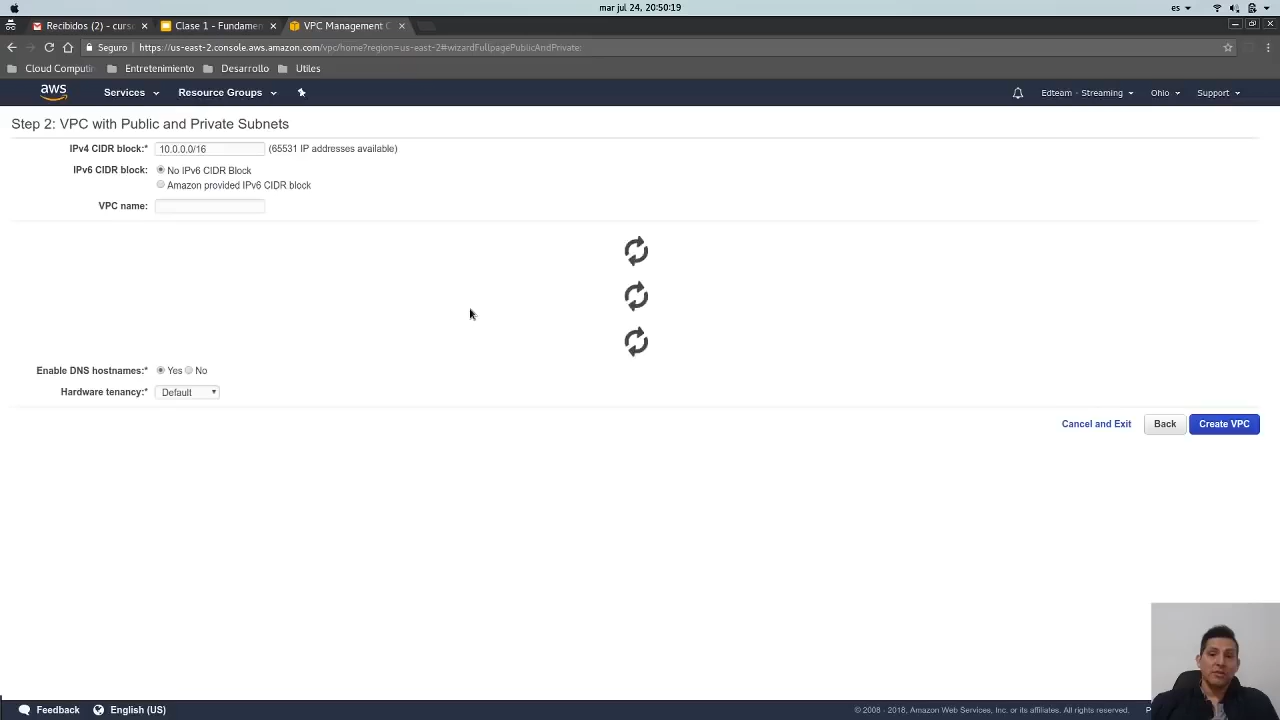 mar jul 24, 20:50:19
es
Recibidos (2) - curso
Clase 1 - Fundamen
VPC Management C
Seguro
https://us-east-2.console.aws.amazon.com/vpc/home?region=us-east-2#wizardFullpagePublicAndPrivate:
Cloud Computin
Entretenimiento
Desarrollo
Utiles
aws
Services
Resource Groups
Edteam - Streaming
Ohio
Support
Step 2: VPC with Public and Private Subnets
IPv4 CIDR block:* 10.0.0.0/16 (65531 IP addresses available)
IPv6 CIDR block: No IPv6 CIDR Block
Amazon provided IPv6 CIDR block
VPC name:
Enable DNS hostnames:* Yes No
Hardware tenancy:* Default
Cancel and Exit Back Create VPC
Feedback English (US) © 2008 - 2018, Amazon Web Services, Inc. or its affiliates. All rights reserved. P